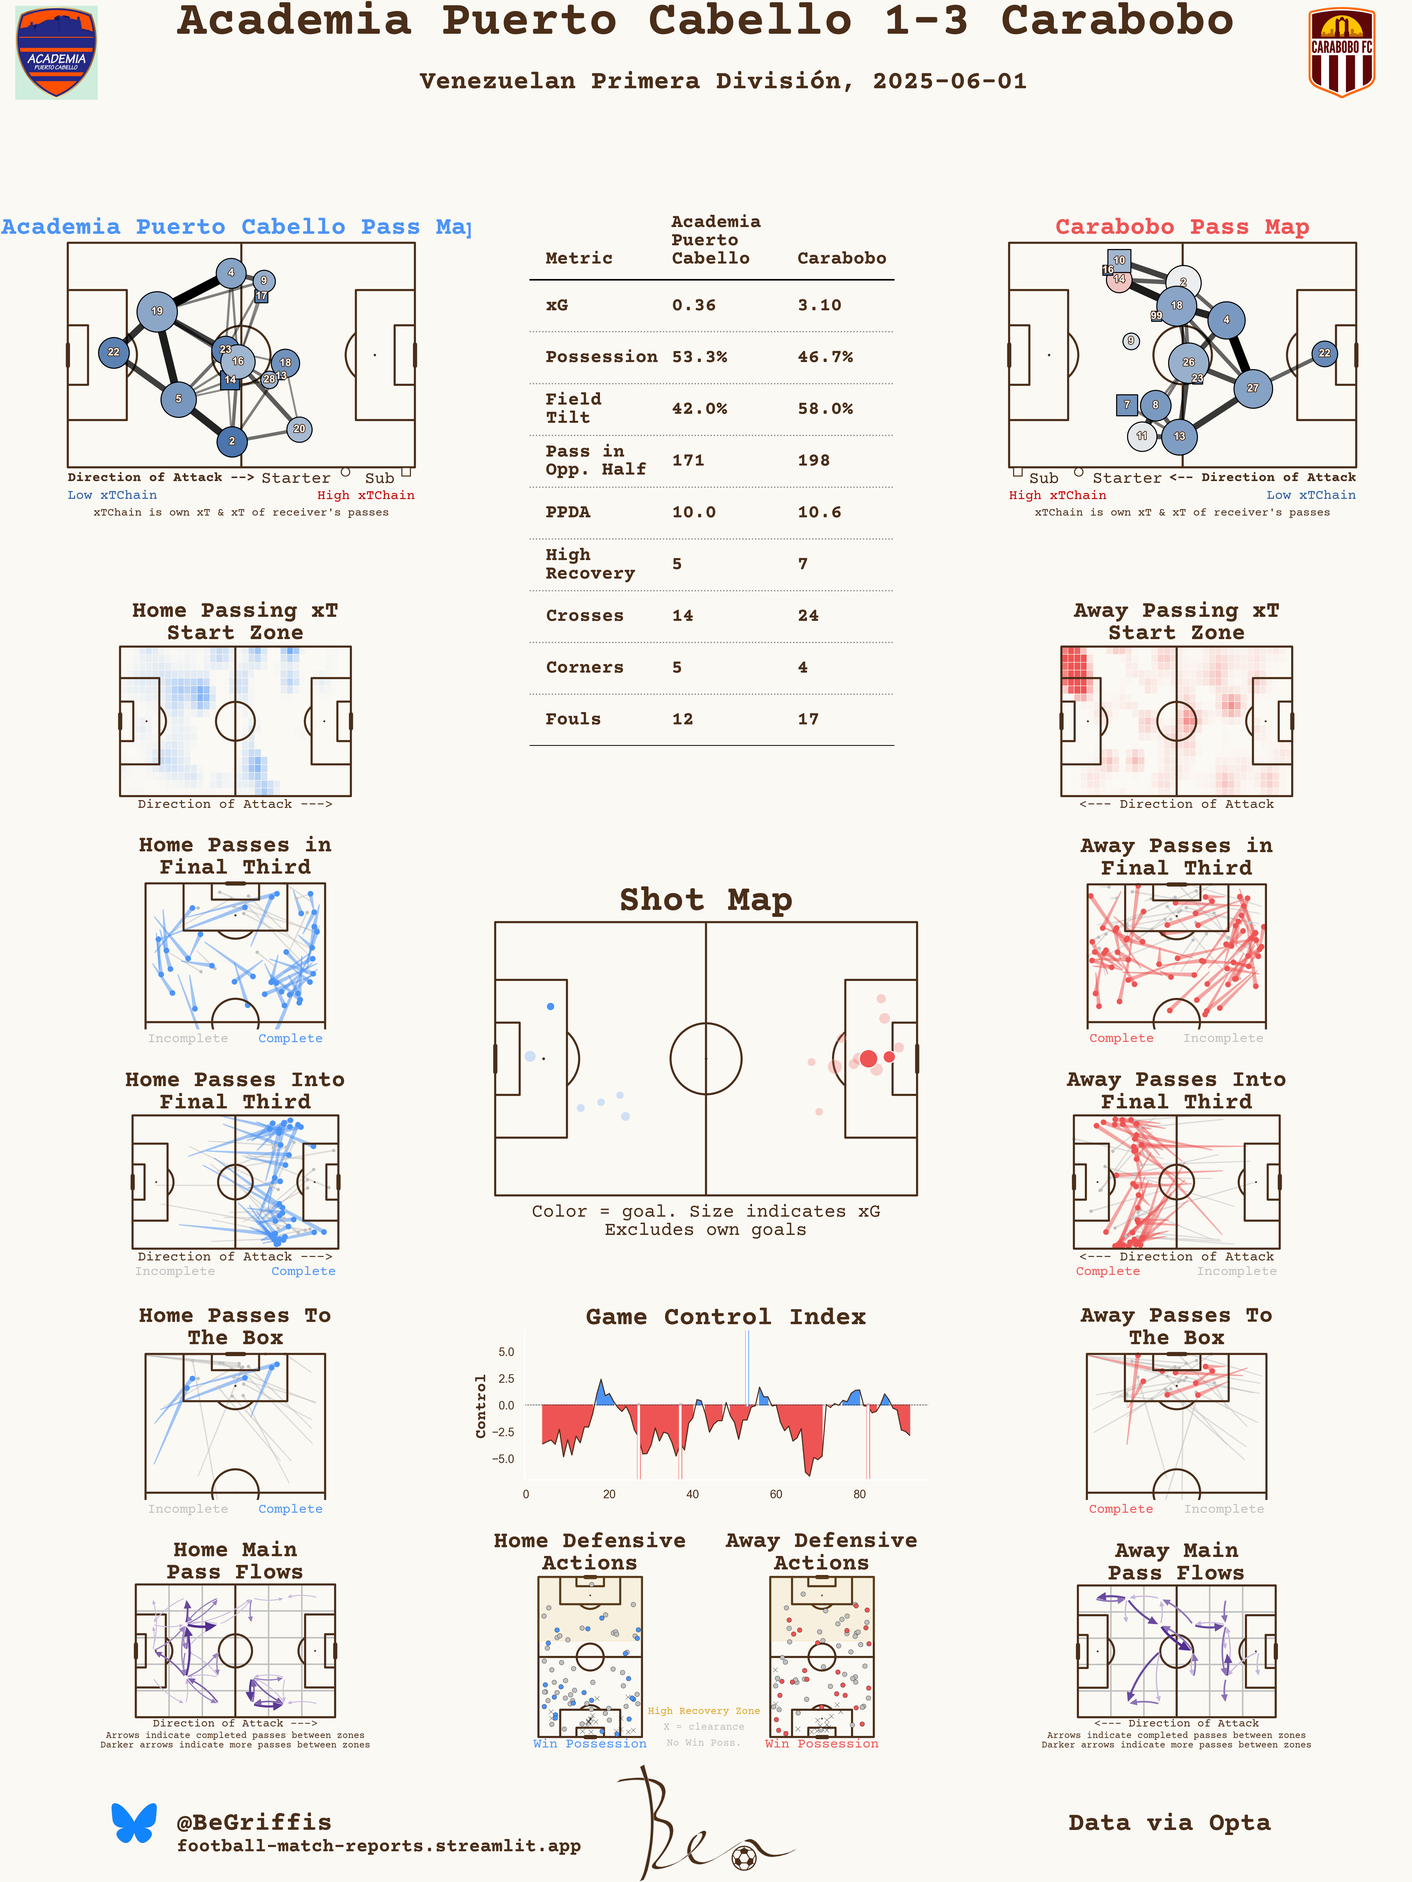 Academia Puerto Cabello 1-3 Carabobo
Venezuelan Primera División, 2025-06-01
ACADEMIA
PUERTO CABELLO
CARABOBO FC
Academia Puerto Cabello Pass Map
4
9
17
19
22
23
16
18
14
28
13
5
20
2
Direction of Attack --> Starter Sub
Low xTChain High xTChain
xTChain is own xT & xT of receiver's passes
Metric Academia Puerto Cabello Carabobo
xG 0.36 3.10
Possession 53.3% 46.7%
Field Tilt 42.0% 58.0%
Pass in Opp. Half 171 198
PPDA 10.0 10.6
High Recovery 5 7
Crosses 14 24
Corners 5 4
Fouls 12 17
Carabobo Pass Map
10
16
14
2
18
99
4
9
26
22
23
27
7
8
11
13
Sub Starter <-- Direction of Attack
High xTChain Low xTChain
xTChain is own xT & xT of receiver's passes
Home Passing xT
Start Zone
Direction of Attack --->
Away Passing xT
Start Zone
<--- Direction of Attack
Home Passes in
Final Third
Incomplete Complete
Away Passes in
Final Third
Complete Incomplete
Shot Map
Color = goal. Size indicates xG
Excludes own goals
Home Passes Into
Final Third
Direction of Attack --->
Incomplete Complete
Away Passes Into
Final Third
<--- Direction of Attack
Complete Incomplete
Home Passes To
The Box
Incomplete Complete
Game Control Index
Control
5.0
2.5
0.0
−2.5
−5.0
0 20 40 60 80
Away Passes To
The Box
Complete Incomplete
Home Main
Pass Flows
Direction of Attack --->
Arrows indicate completed passes between zones
Darker arrows indicate more passes between zones
Home Defensive
Actions
Win Possession
High Recovery Zone
X = clearance
No Win Poss.
Away Defensive
Actions
Win Possession
Away Main
Pass Flows
<--- Direction of Attack
Arrows indicate completed passes between zones
Darker arrows indicate more passes between zones
@BeGriffis
football-match-reports.streamlit.app
Ben
Data via Opta